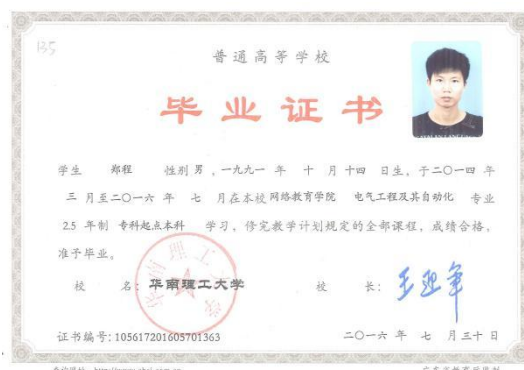 135
普通高等学校
毕业证书
学生 郑程 性别 男 ，一九九一 年 十 月 十四 日生，于二〇一四 年
三 月至二〇一六 年 七 月在本校 网络教育学院 电气工程及其自动化 专业
2.5 年制 专科起点本科 学习，修完教学计划规定的全部课程，成绩合格，
准予毕业。
校 名：华南理工大学 校 长：王迎军
证书编号：105617201605701363 二〇一六 年 七 月三十 日